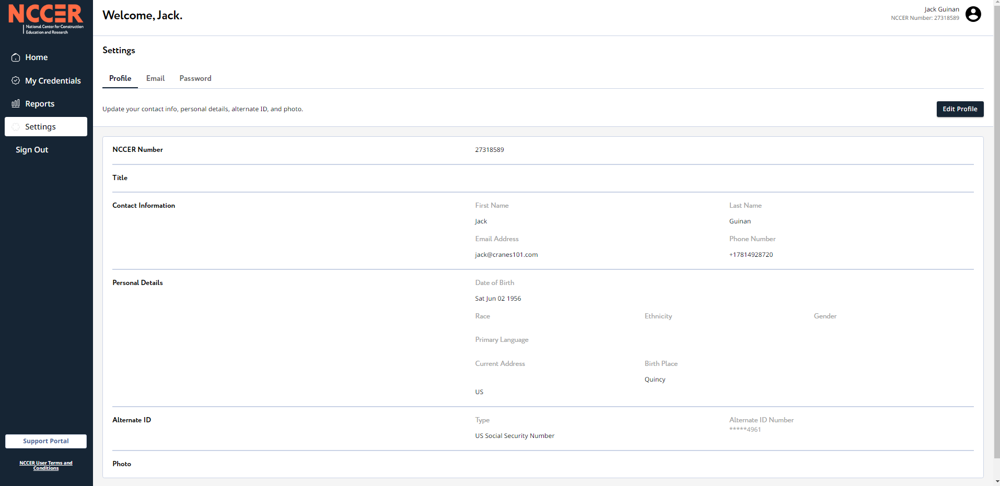 NCCER
National Center for Construction
Education and Research
Home
My Credentials
Reports
Settings
Sign Out
Support Portal
NCCER User Terms and
Conditions
Welcome, Jack.
Jack Guinan
NCCER Number: 27318589
Settings
Profile Email Password
Update your contact info, personal details, alternate ID, and photo.
Edit Profile
NCCER Number 27318589
Title
Contact Information First Name Last Name
Jack Guinan
Email Address Phone Number
jack@cranes101.com +17814928720
Personal Details Date of Birth
Sat Jun 02 1956
Race Ethnicity Gender
Primary Language
Current Address Birth Place
Quincy
US
Alternate ID Type Alternate ID Number
*****4961
US Social Security Number
Photo